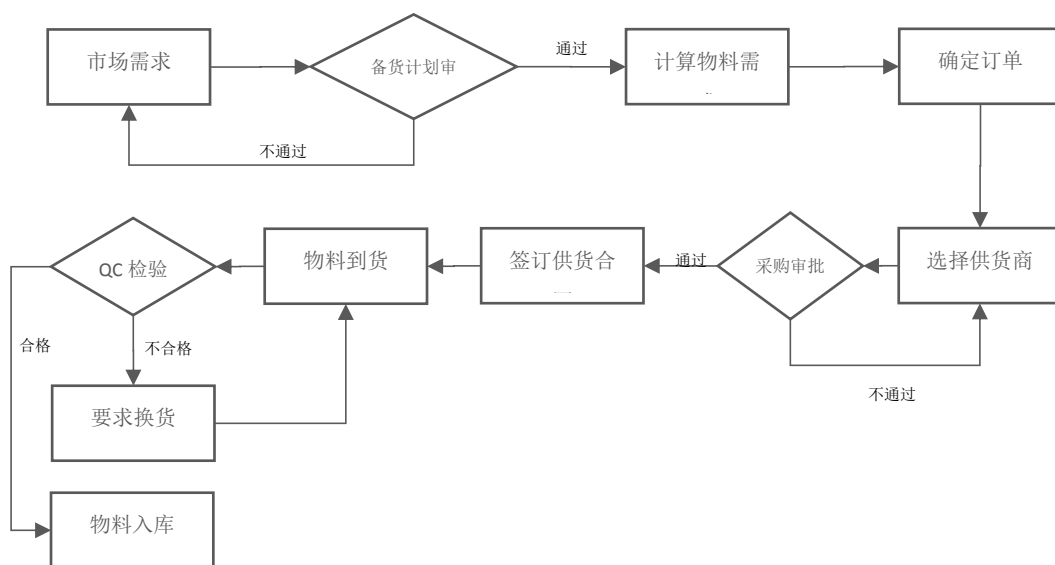 市场需求
备货计划审
通过
计算物料需
确定订单
不通过
QC 检验
物料到货
签订供货合
通过
采购审批
选择供货商
合格
不合格
不通过
要求换货
物料入库